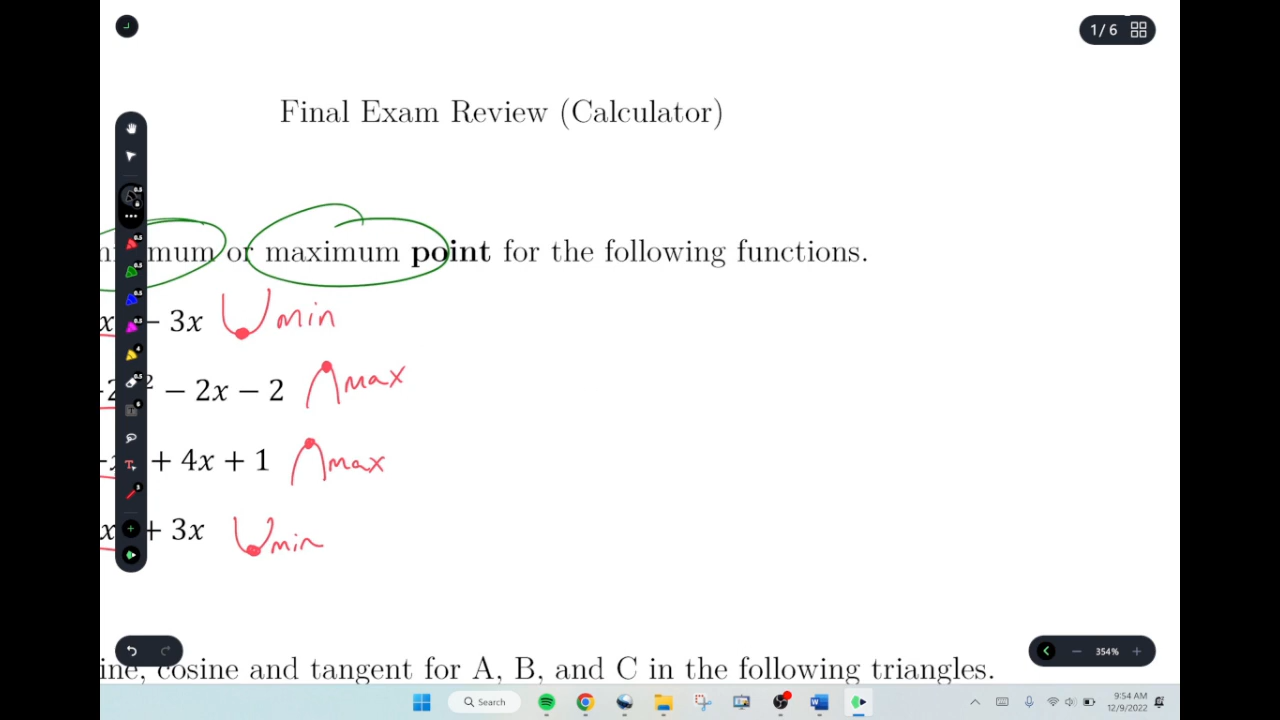 1 / 6
Final Exam Review (Calculator)
mum or maximum point for the following functions.
x − 3x min
− 2x − 2 max
+ 4x + 1 max
x + 3x min
ine, cosine and tangent for A, B, and C in the following triangles.
354%
Search
9:54 AM
12/9/2022